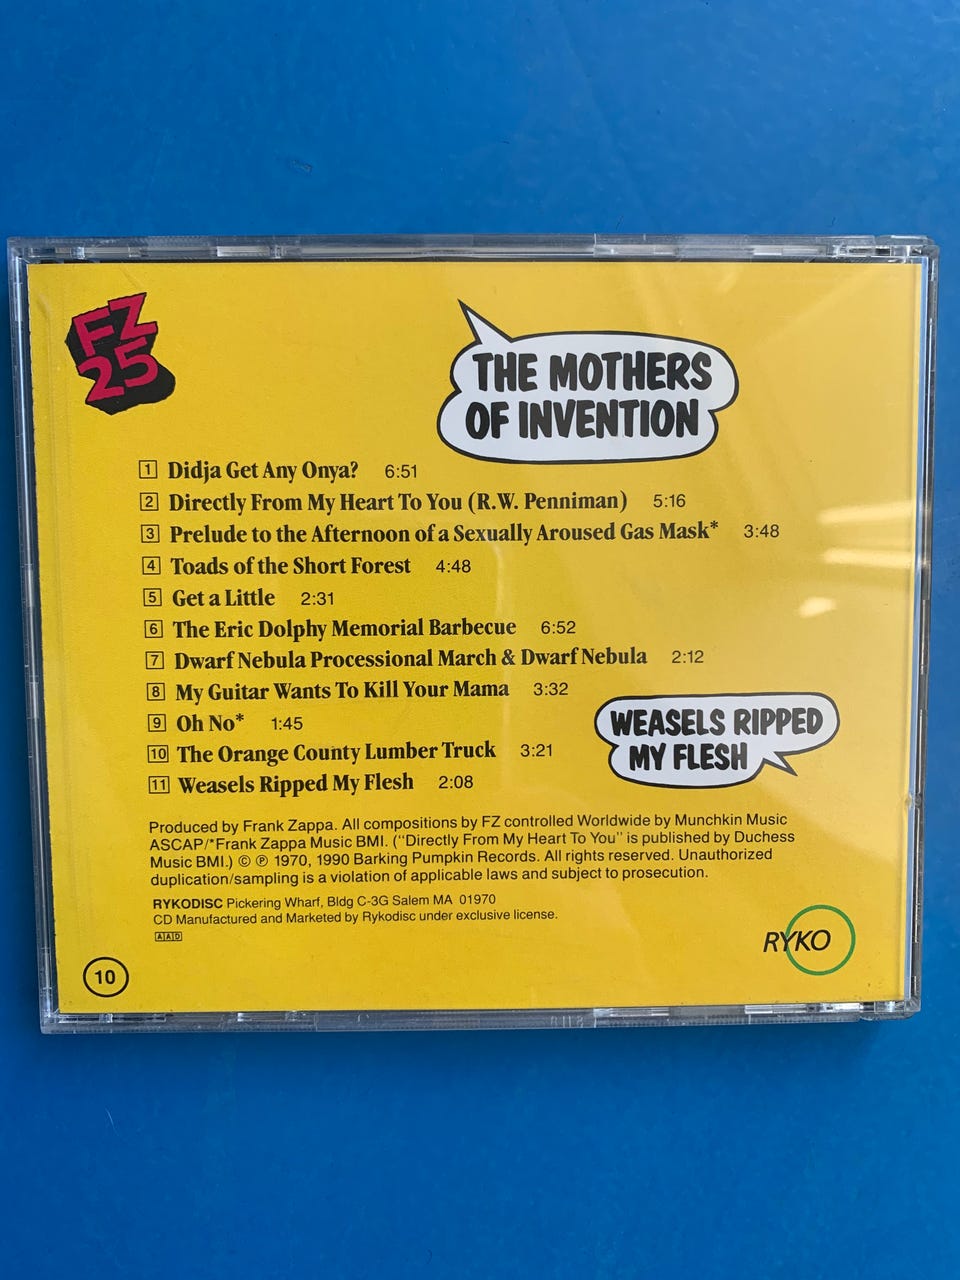 FZ
25
THE MOTHERS
OF INVENTION
1 Didja Get Any Onya? 6:51
2 Directly From My Heart To You (R.W. Penniman) 5:16
3 Prelude to the Afternoon of a Sexually Aroused Gas Mask* 3:48
4 Toads of the Short Forest 4:48
5 Get a Little 2:31
6 The Eric Dolphy Memorial Barbecue 6:52
7 Dwarf Nebula Processional March & Dwarf Nebula 2:12
8 My Guitar Wants To Kill Your Mama 3:32
9 Oh No* 1:45
10 The Orange County Lumber Truck 3:21
11 Weasels Ripped My Flesh 2:08
WEASELS RIPPED
MY FLESH
Produced by Frank Zappa. All compositions by FZ controlled Worldwide by Munchkin Music
ASCAP/*Frank Zappa Music BMI. ("Directly From My Heart To You" is published by Duchess
Music BMI.) © ℗ 1970, 1990 Barking Pumpkin Records. All rights reserved. Unauthorized
duplication/sampling is a violation of applicable laws and subject to prosecution.
RYKODISC Pickering Wharf, Bldg C-3G Salem MA 01970
CD Manufactured and Marketed by Rykodisc under exclusive license.
AAD
RYKO
10